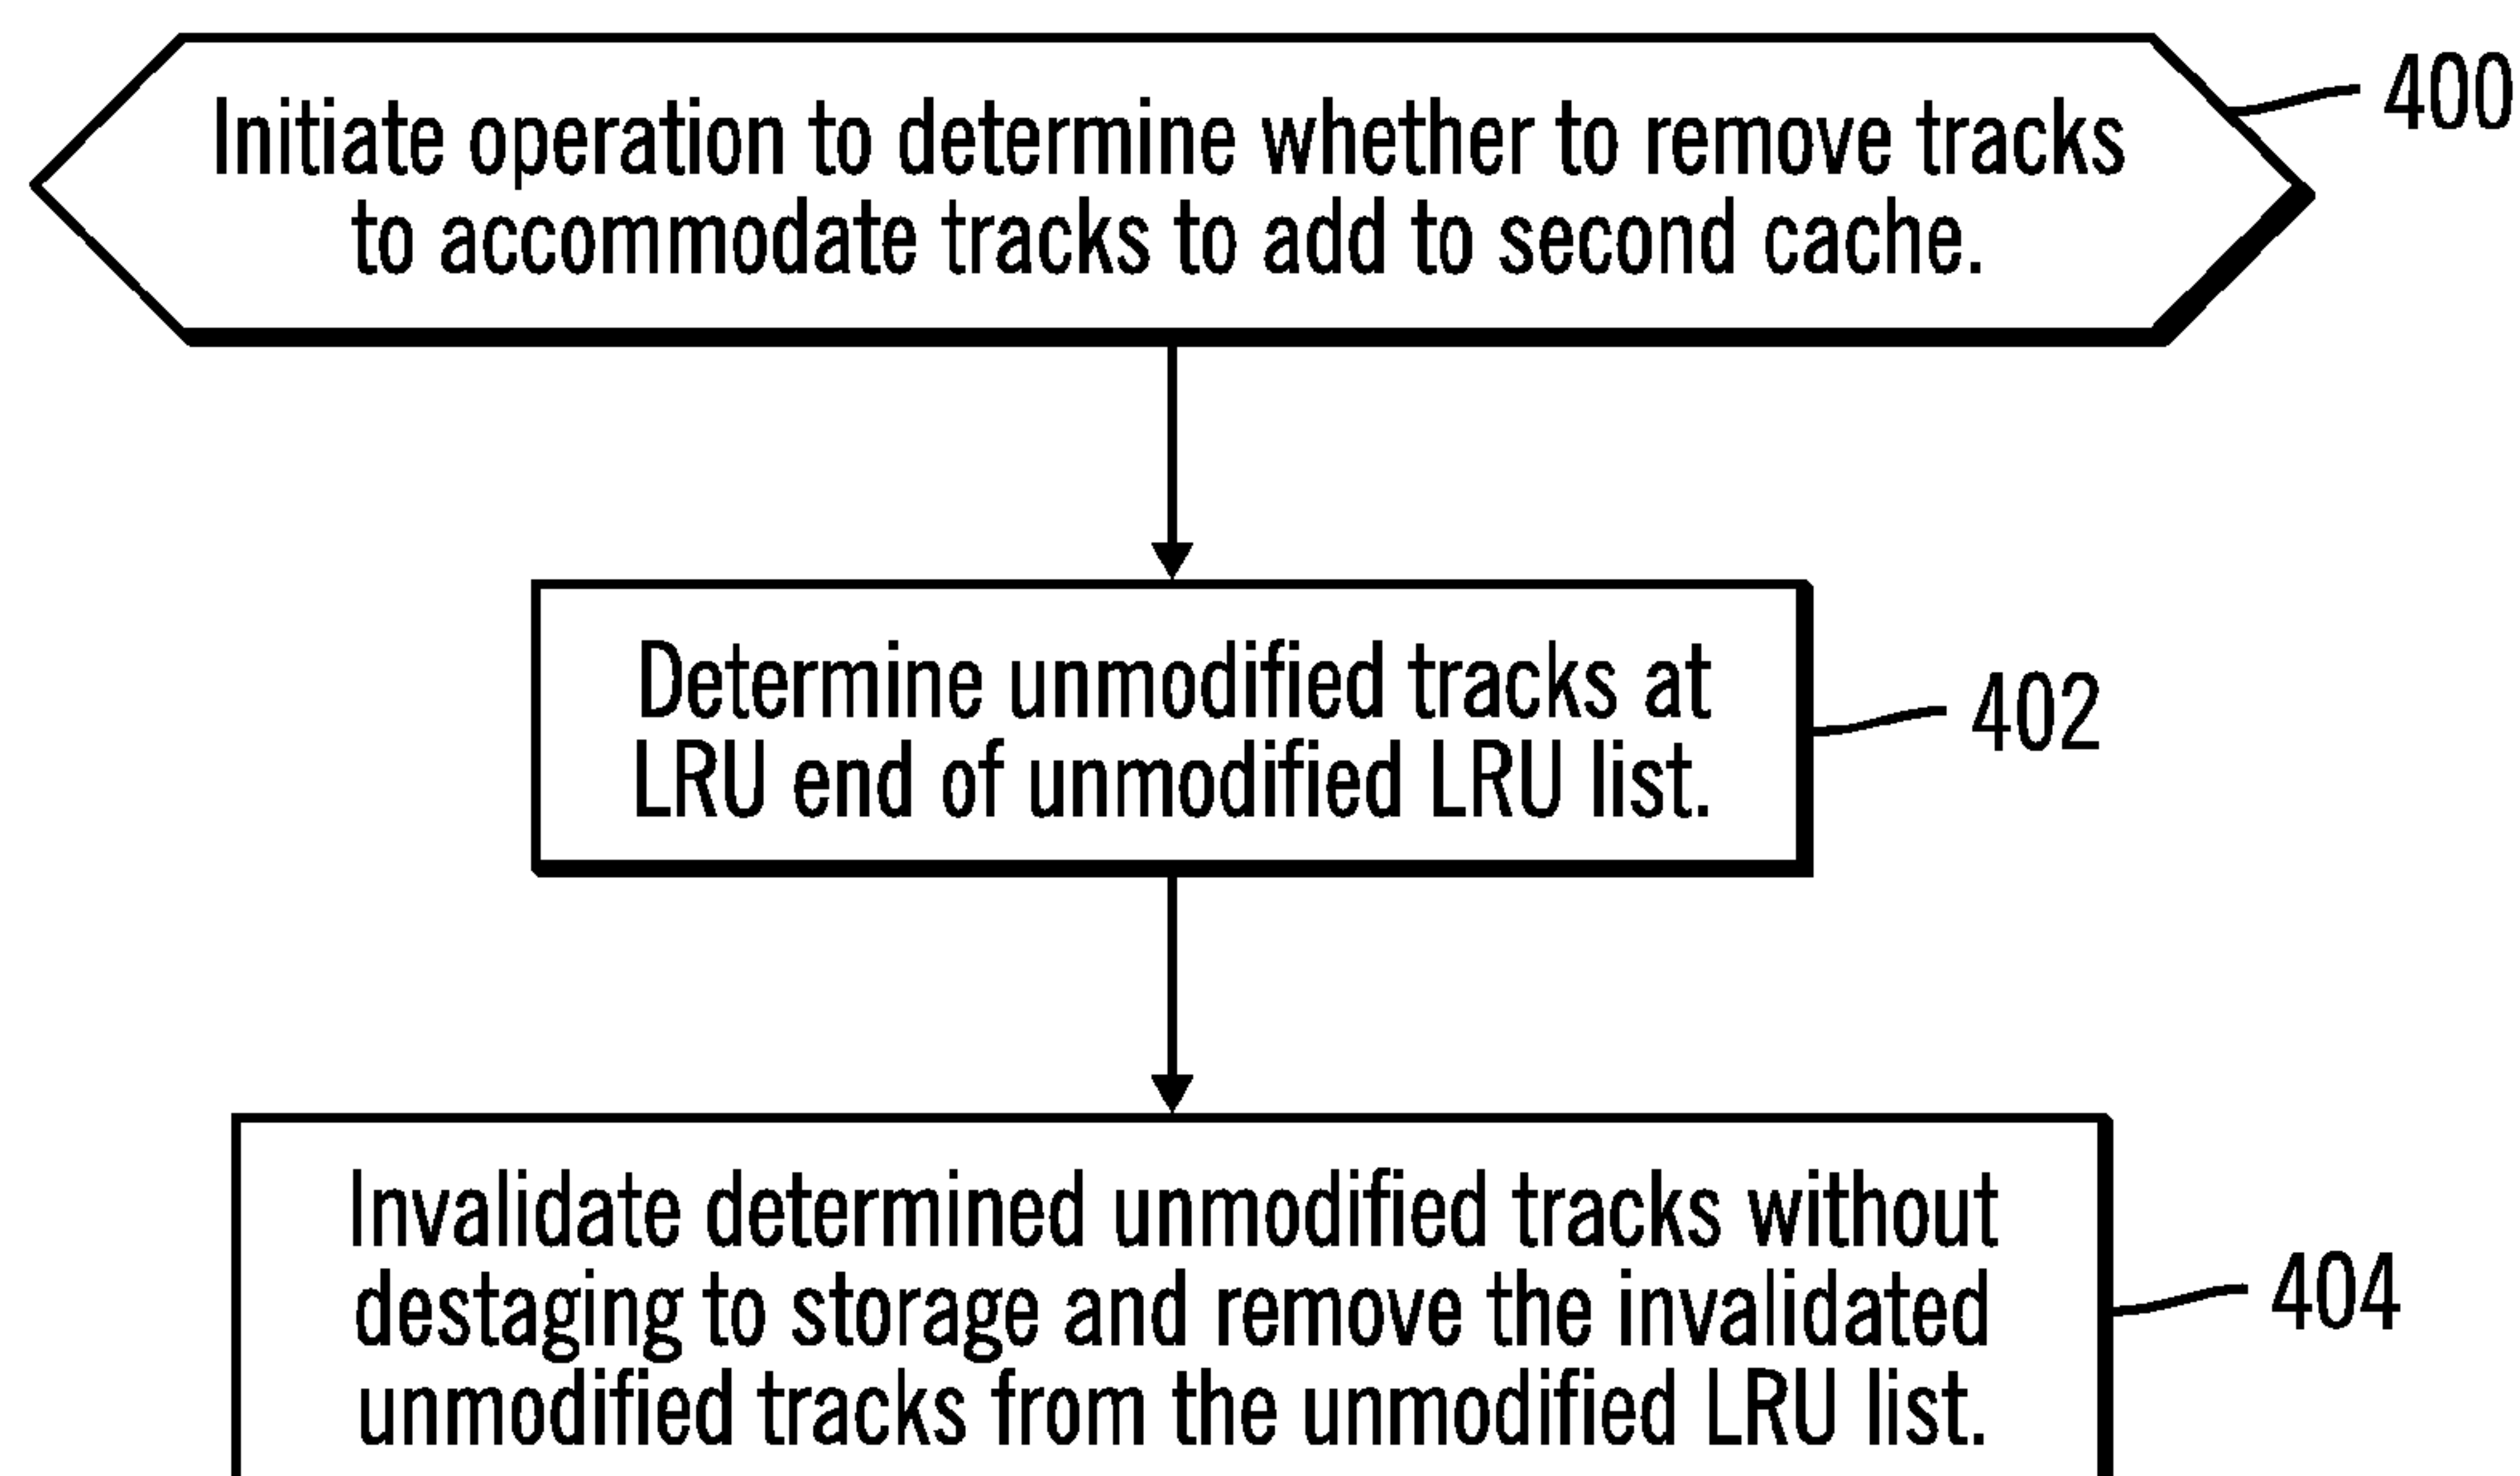 Initiate operation to determine whether to remove tracks
to accommodate tracks to add to second cache.
400
Determine unmodified tracks at
LRU end of unmodified LRU list.
402
Invalidate determined unmodified tracks without
destaging to storage and remove the invalidated
unmodified tracks from the unmodified LRU list.
404